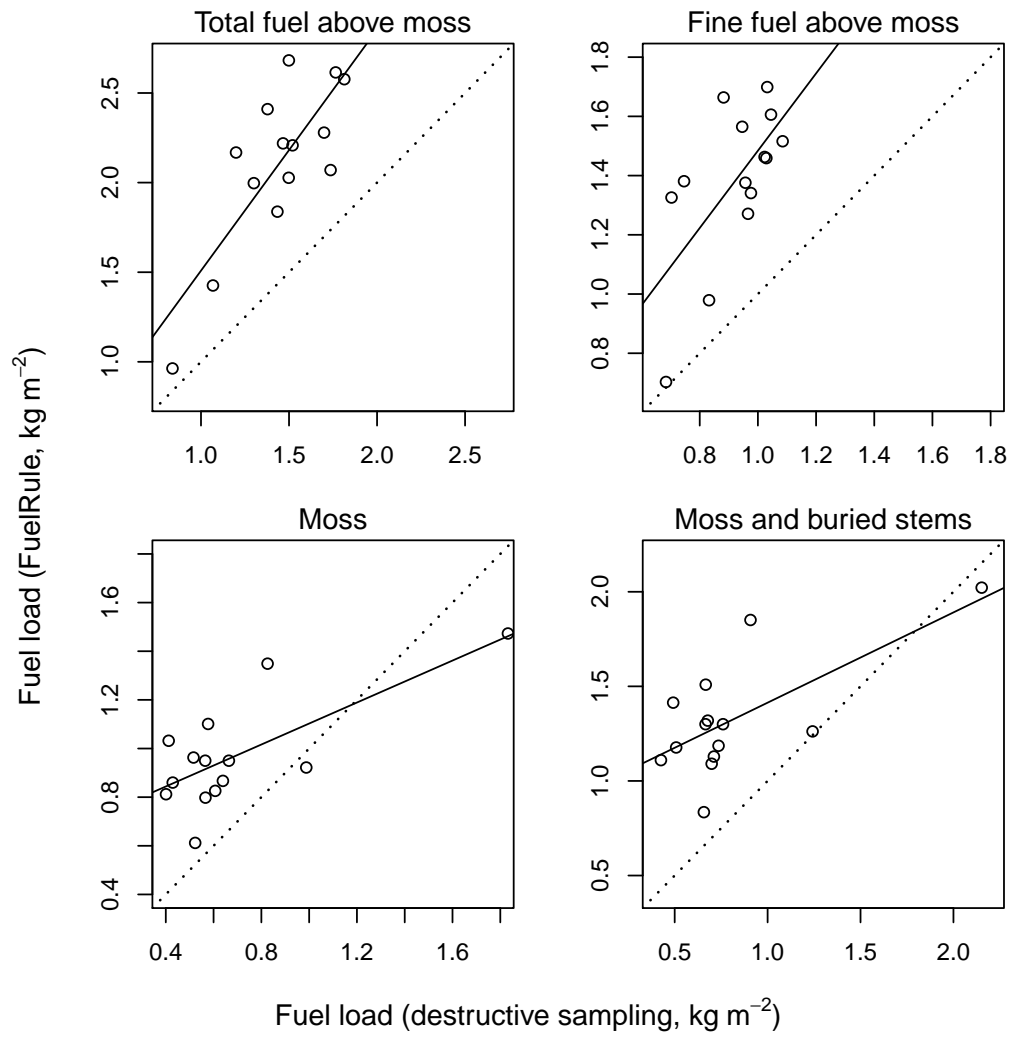 Total fuel above moss
Fine fuel above moss
2.5
2.0
1.5
1.0
1.0 1.5 2.0 2.5
1.8
1.6
1.4
1.2
1.0
0.8
0.8 1.0 1.2 1.4 1.6 1.8
Moss
Moss and buried stems
1.6
1.2
0.8
0.4
0.4 0.8 1.2 1.6
2.0
1.5
1.0
0.5
0.5 1.0 1.5 2.0
Fuel load (FuelRule, kg m⁻²)
Fuel load (destructive sampling, kg m⁻²)